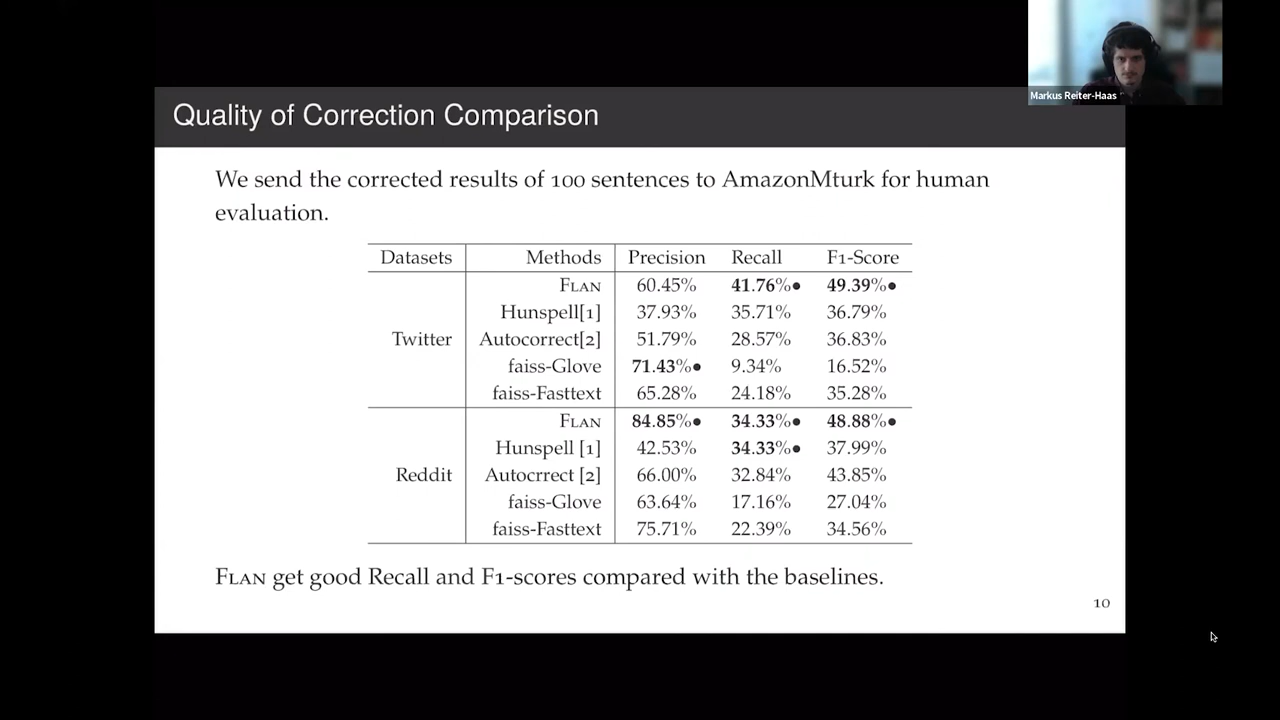 Markus Reiter-Haas
Quality of Correction Comparison
We send the corrected results of 100 sentences to AmazonMturk for human
evaluation.
Datasets Methods Precision Recall F1-Score
FLAN 60.45% 41.76%• 49.39%•
Hunspell[1] 37.93% 35.71% 36.79%
Twitter Autocorrect[2] 51.79% 28.57% 36.83%
faiss-Glove 71.43%• 9.34% 16.52%
faiss-Fasttext 65.28% 24.18% 35.28%
FLAN 84.85%• 34.33%• 48.88%•
Hunspell [1] 42.53% 34.33%• 37.99%
Reddit Autocrrect [2] 66.00% 32.84% 43.85%
faiss-Glove 63.64% 17.16% 27.04%
faiss-Fasttext 75.71% 22.39% 34.56%
FLAN get good Recall and F1-scores compared with the baselines.
10